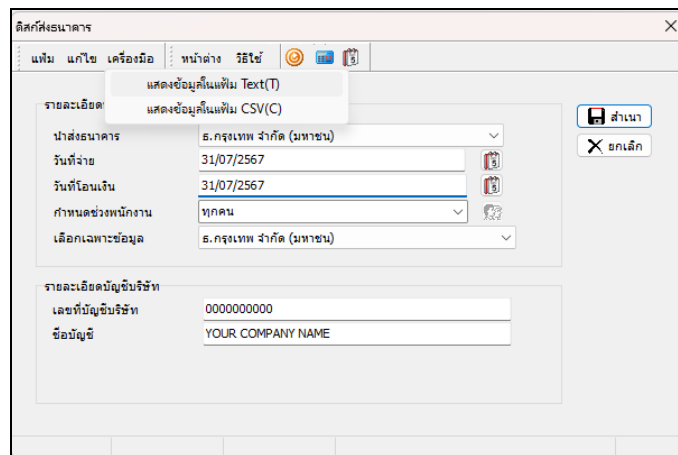 ดิสก์ส่งธนาคาร
แฟ้ม แก้ไข เครื่องมือ หน้าต่าง วิธีใช้
แสดงข้อมูลในแฟ้ม Text(T)
แสดงข้อมูลในแฟ้ม CSV(C)
รายละเอียด
สำเนา
นำส่งธนาคาร ธ.กรุงเทพ จำกัด (มหาชน)
ยกเลิก
วันที่จ่าย 31/07/2567
วันที่โอนเงิน 31/07/2567
กำหนดช่วงพนักงาน ทุกคน
เลือกเฉพาะข้อมูล ธ.กรุงเทพ จำกัด (มหาชน)
รายละเอียดบัญชีบริษัท
เลขที่บัญชีบริษัท 0000000000
ชื่อบัญชี YOUR COMPANY NAME